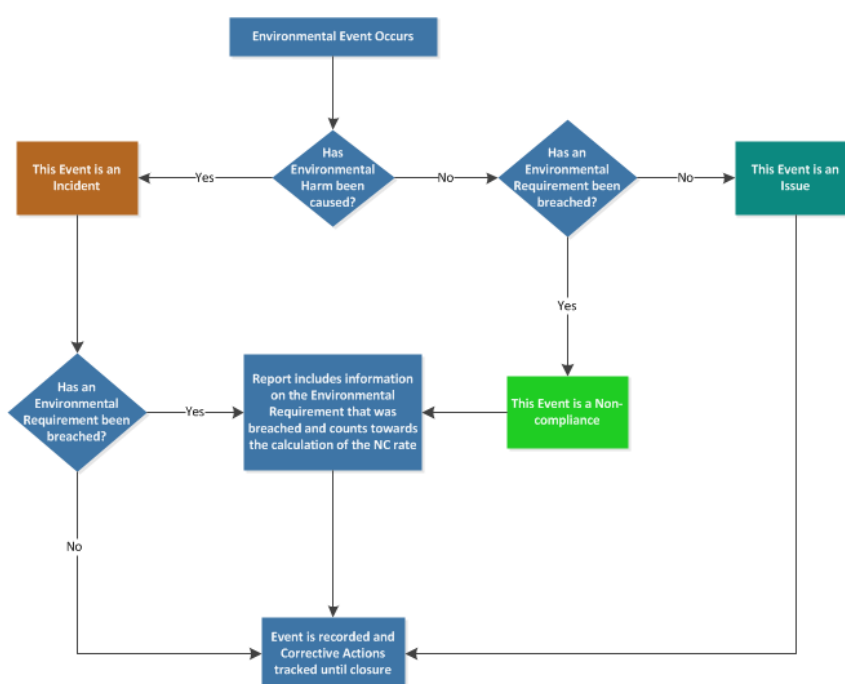 Environmental Event Occurs
This Event is an
Incident
Yes
Has
Environmental
Harm been
caused?
No
Has an
Environmental
Requirement been
breached?
No
This Event is an
Issue
Yes
Has an
Environmental
Requirement been
breached?
Yes
Report includes information
on the Environmental
Requirement that was
breached and counts towards
the calculation of the NC rate
This Event is a Non-
compliance
No
Event is recorded and
Corrective Actions
tracked until closure